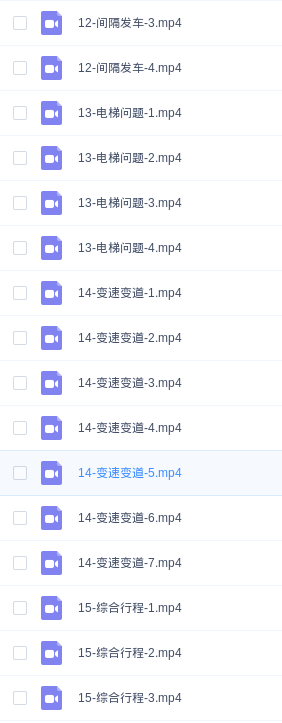 12-间隔发车-3.mp4
12-间隔发车-4.mp4
13-电梯问题-1.mp4
13-电梯问题-2.mp4
13-电梯问题-3.mp4
13-电梯问题-4.mp4
14-变速变道-1.mp4
14-变速变道-2.mp4
14-变速变道-3.mp4
14-变速变道-4.mp4
14-变速变道-5.mp4
14-变速变道-6.mp4
14-变速变道-7.mp4
15-综合行程-1.mp4
15-综合行程-2.mp4
15-综合行程-3.mp4